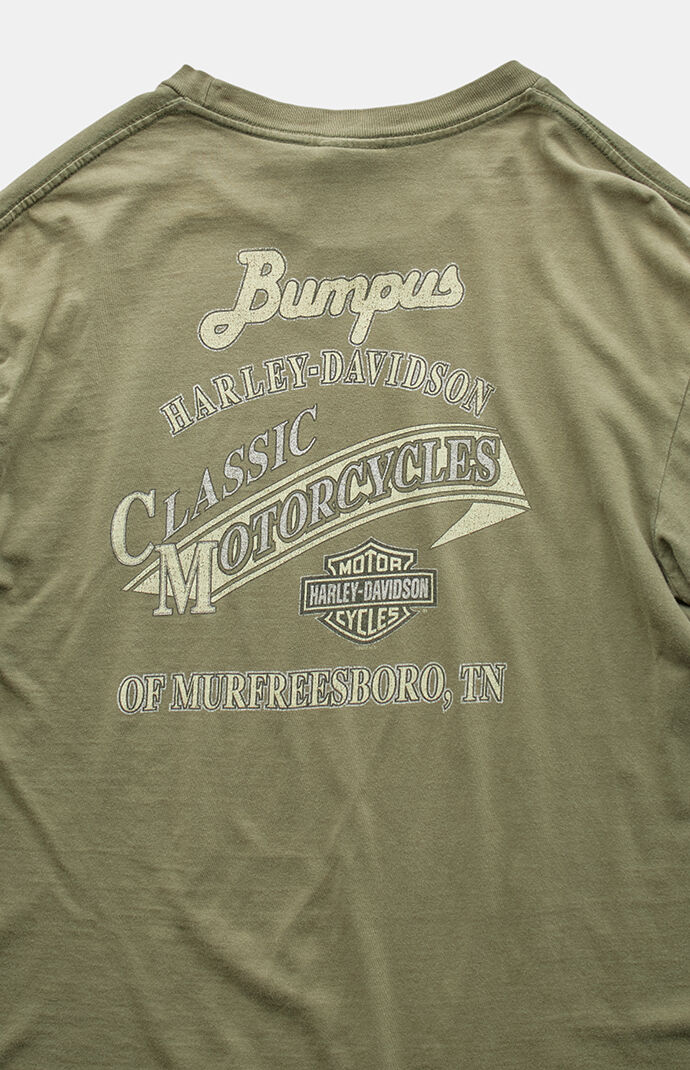 Bumpus
HARLEY-DAVIDSON
CLASSIC
MOTORCYCLES
MOTOR
HARLEY-DAVIDSON
CYCLES
OF MURFREESBORO, TN